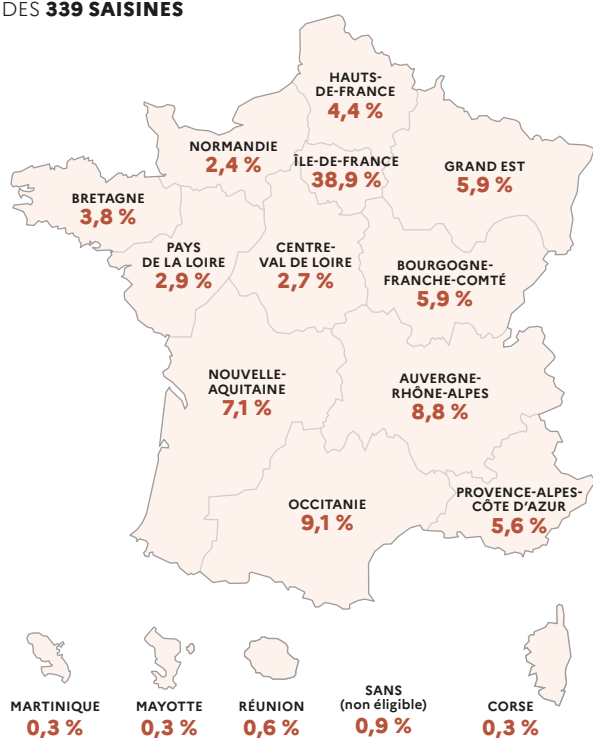 DES 339 SAISINES
HAUTS-
DE-FRANCE
4,4 %
NORMANDIE
2,4 %
ÎLE-DE-FRANCE
38,9 %
GRAND EST
5,9 %
BRETAGNE
3,8 %
PAYS
DE LA LOIRE
2,9 %
CENTRE-
VAL DE LOIRE
2,7 %
BOURGOGNE-
FRANCHE-COMTÉ
5,9 %
NOUVELLE-
AQUITAINE
7,1 %
AUVERGNE-
RHÔNE-ALPES
8,8 %
OCCITANIE
9,1 %
PROVENCE-ALPES-
CÔTE D’AZUR
5,6 %
MARTINIQUE
0,3 %
MAYOTTE
0,3 %
RÉUNION
0,6 %
SANS
(non éligible)
0,9 %
CORSE
0,3 %